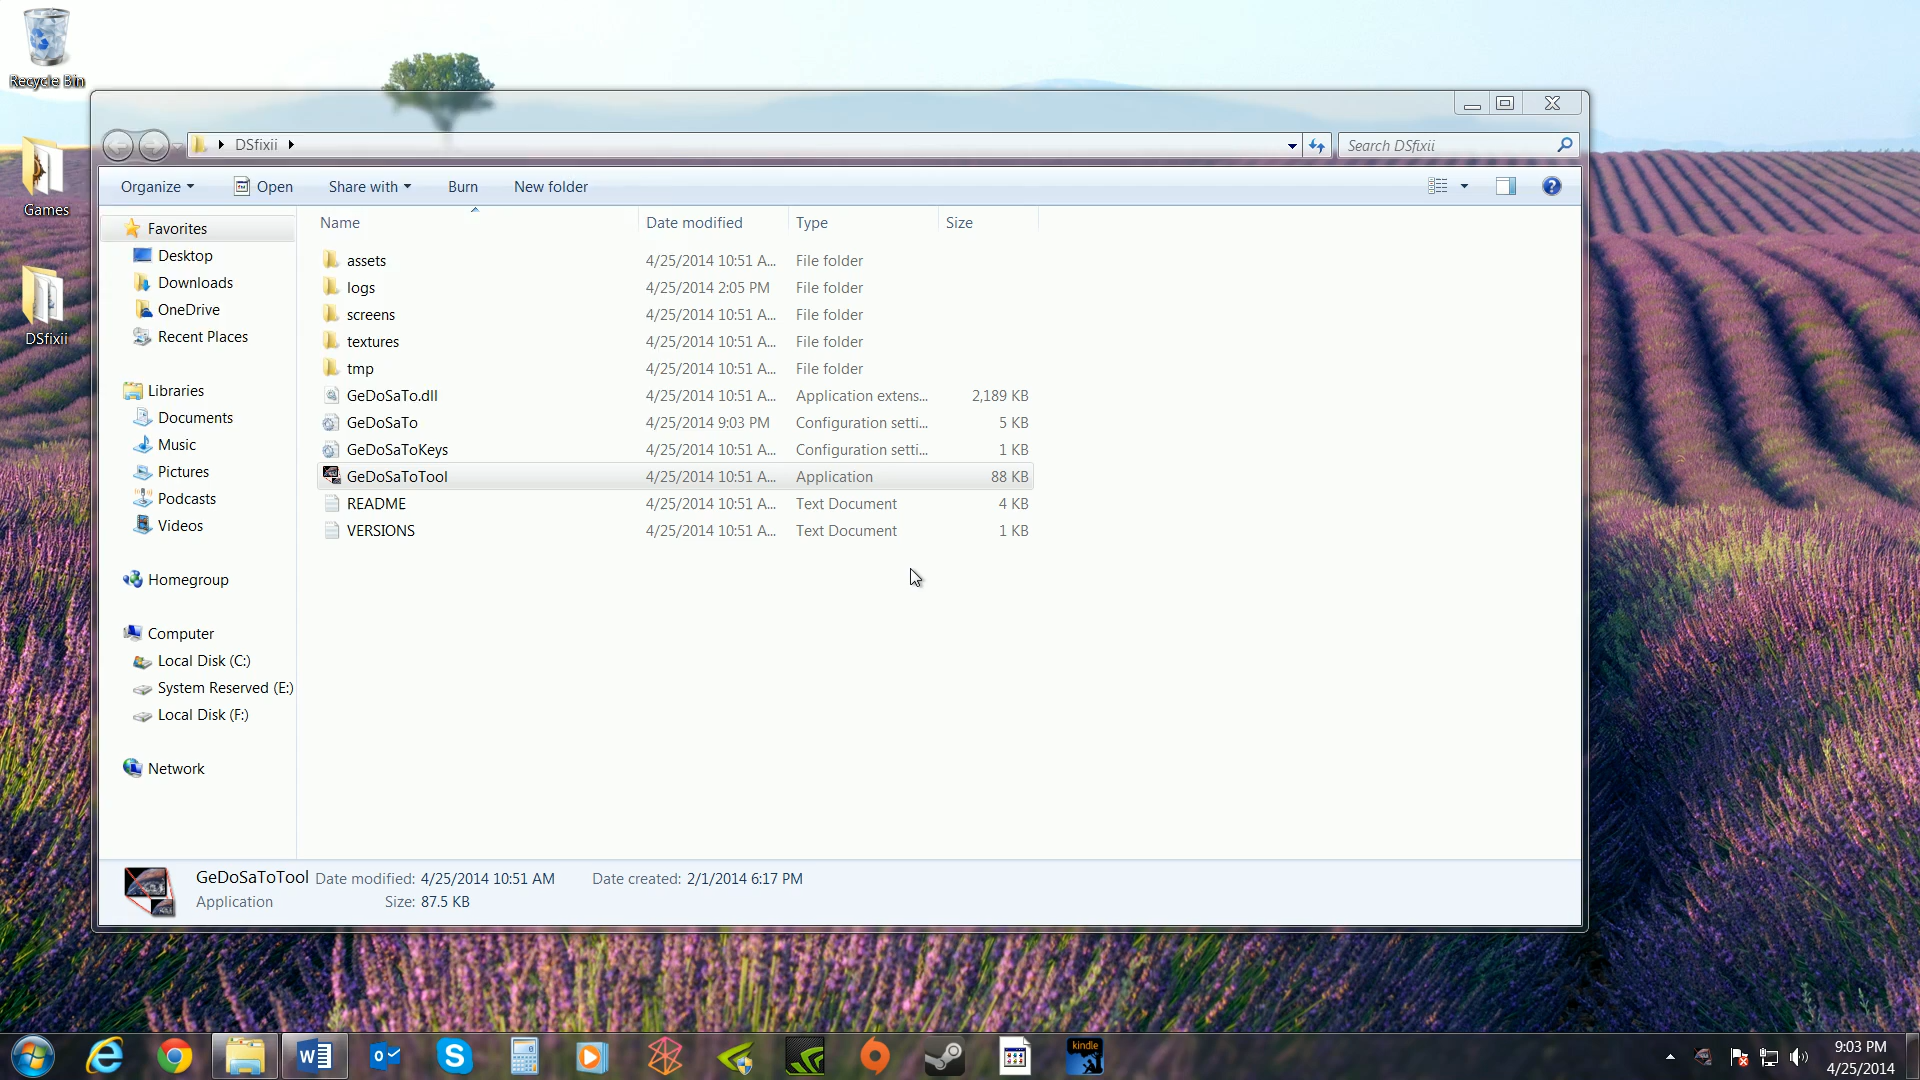 Recycle Bin
Games
DSfixii
DSfixii
Search DSfixii
Organize
Open
Share with
Burn
New folder
Favorites
Desktop
Downloads
OneDrive
Recent Places
Libraries
Documents
Music
Pictures
Podcasts
Videos
Homegroup
Computer
Local Disk (C:)
System Reserved (E:)
Local Disk (F:)
Network
Name Date modified Type Size
assets 4/25/2014 10:51 A... File folder
logs 4/25/2014 2:05 PM File folder
screens 4/25/2014 10:51 A... File folder
textures 4/25/2014 10:51 A... File folder
tmp 4/25/2014 10:51 A... File folder
GeDoSaTo.dll 4/25/2014 10:51 A... Application extens... 2,189 KB
GeDoSaTo 4/25/2014 9:03 PM Configuration setti... 5 KB
GeDoSaToKeys 4/25/2014 10:51 A... Configuration setti... 1 KB
GeDoSaToTool 4/25/2014 10:51 A... Application 88 KB
README 4/25/2014 10:51 A... Text Document 4 KB
VERSIONS 4/25/2014 10:51 A... Text Document 1 KB
GeDoSaToTool Date modified: 4/25/2014 10:51 AM Date created: 2/1/2014 6:17 PM
Application Size: 87.5 KB
kindle
9:03 PM
4/25/2014